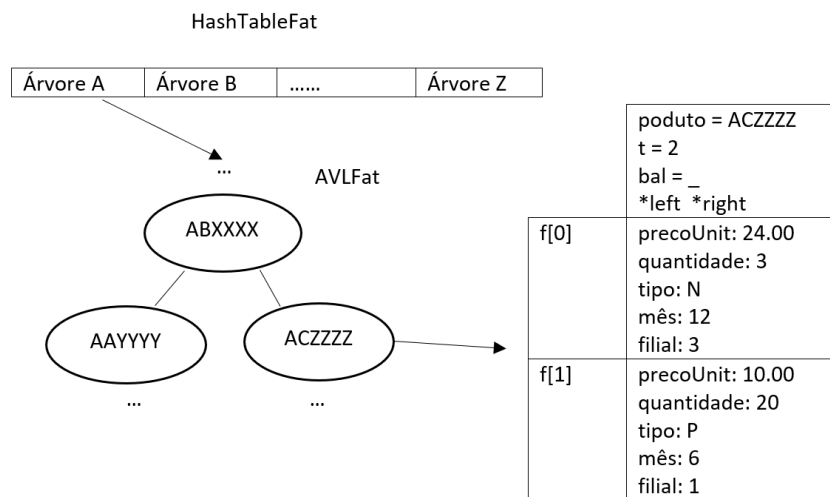 HashTableFat
Árvore A Árvore B ...... Árvore Z
...
AVLFat
ABXXXX
AAYYYY
ACZZZZ
...
...
poduto = ACZZZZ
t = 2
bal = _
*left *right
f[0]
precoUnit: 24.00
quantidade: 3
tipo: N
mês: 12
filial: 3
f[1]
precoUnit: 10.00
quantidade: 20
tipo: P
mês: 6
filial: 1